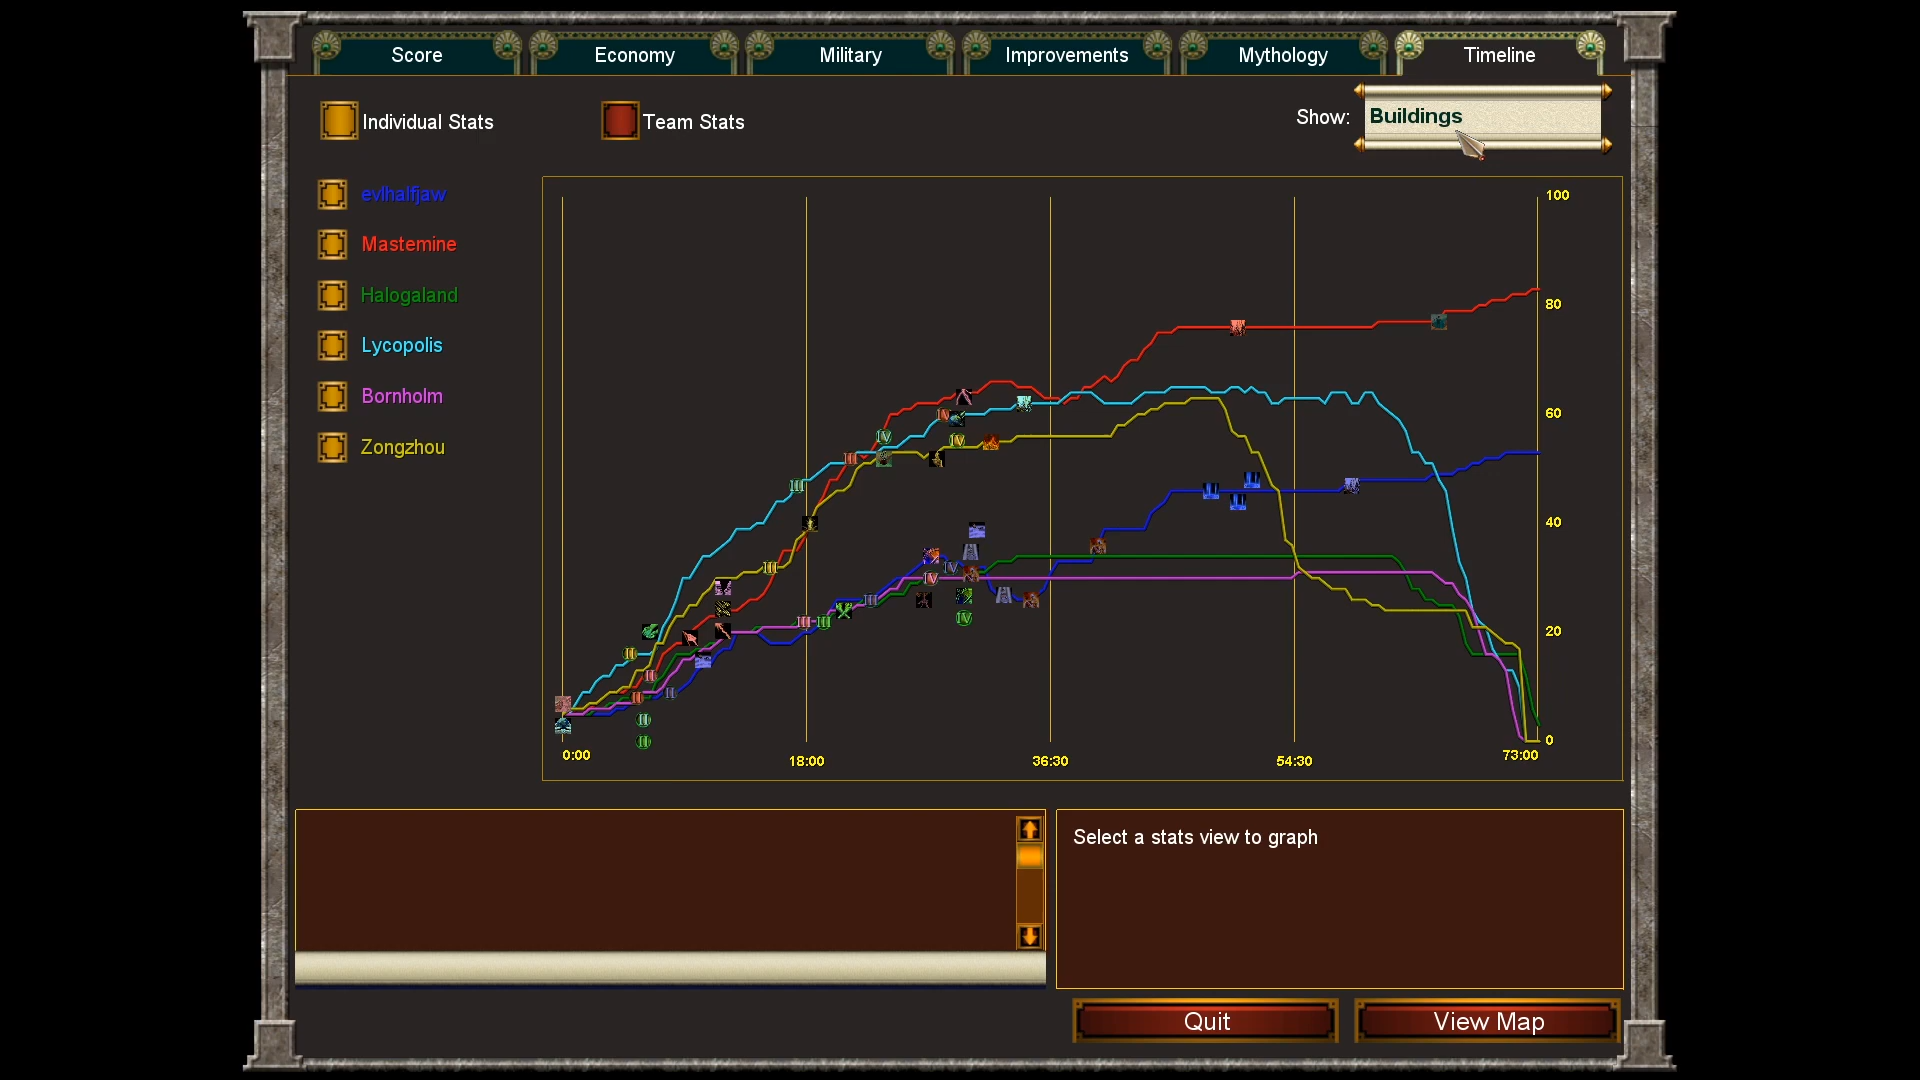 Score Economy Military Improvements Mythology Timeline
Individual Stats Team Stats Show: Buildings
evlhalfjaw
Mastemine
Halogaland
Lycopolis
Bornholm
Zongzhou
100
80
60
40
20
0
0:00 18:00 36:30 54:30 73:00
Select a stats view to graph
Quit View Map